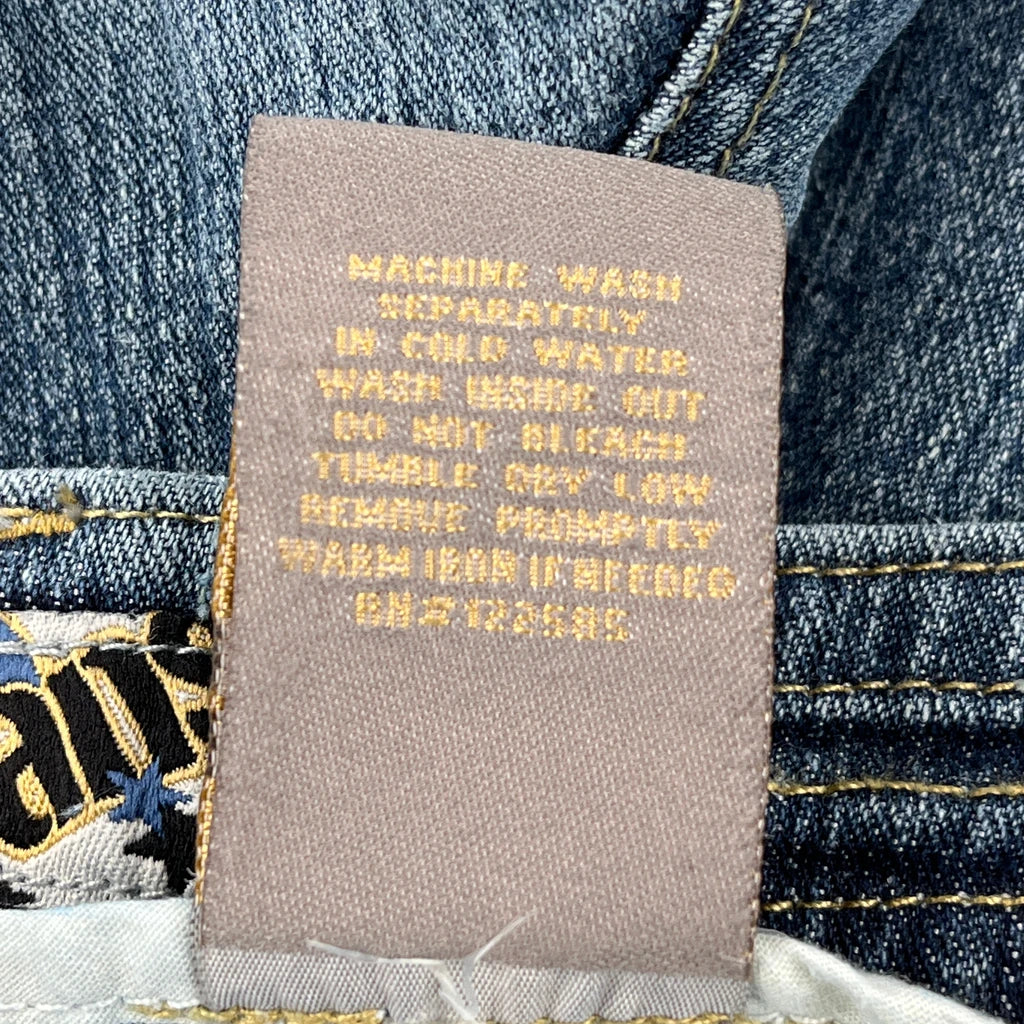 MACHINE WASH
SEPARATELY
IN COLD WATER
WASH INSIDE OUT
DO NOT BLEACH
TUMBLE DRY LOW
REMOVE PROMPTLY
WARM IRON IF NEEDED
RN#122585